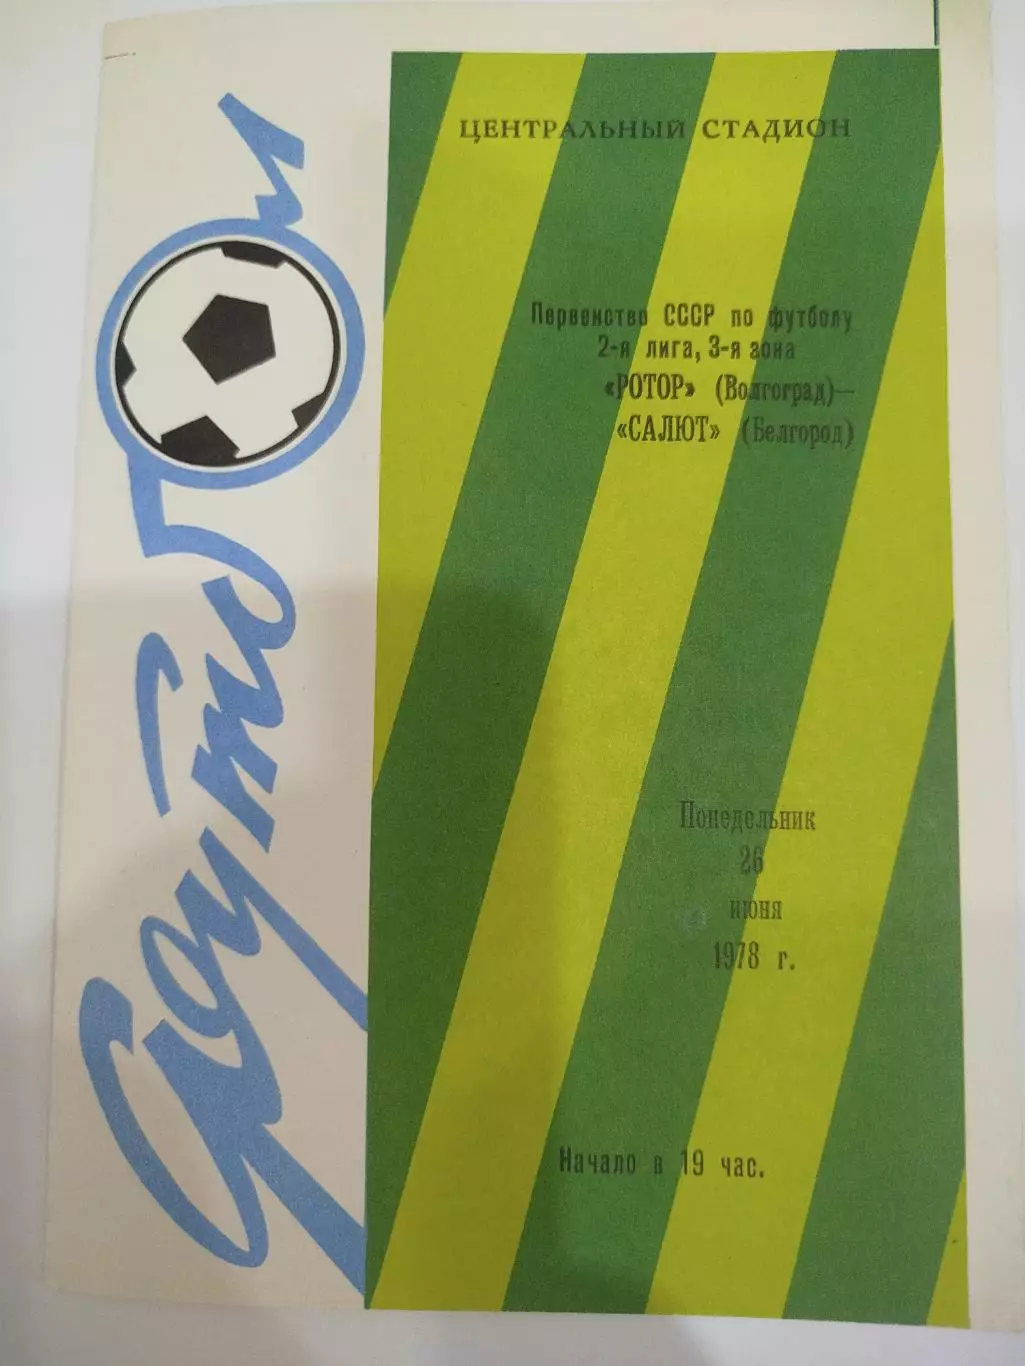 Футбол
ЦЕНТРАЛЬНЫЙ СТАДИОН
Первенство СССР по футболу
2-я лига, 3-я зона
«РОТОР» (Волгоград)—
«САЛЮТ» (Белгород)
Понедельник
26
июня
1978 г.
Начало в 19 час.